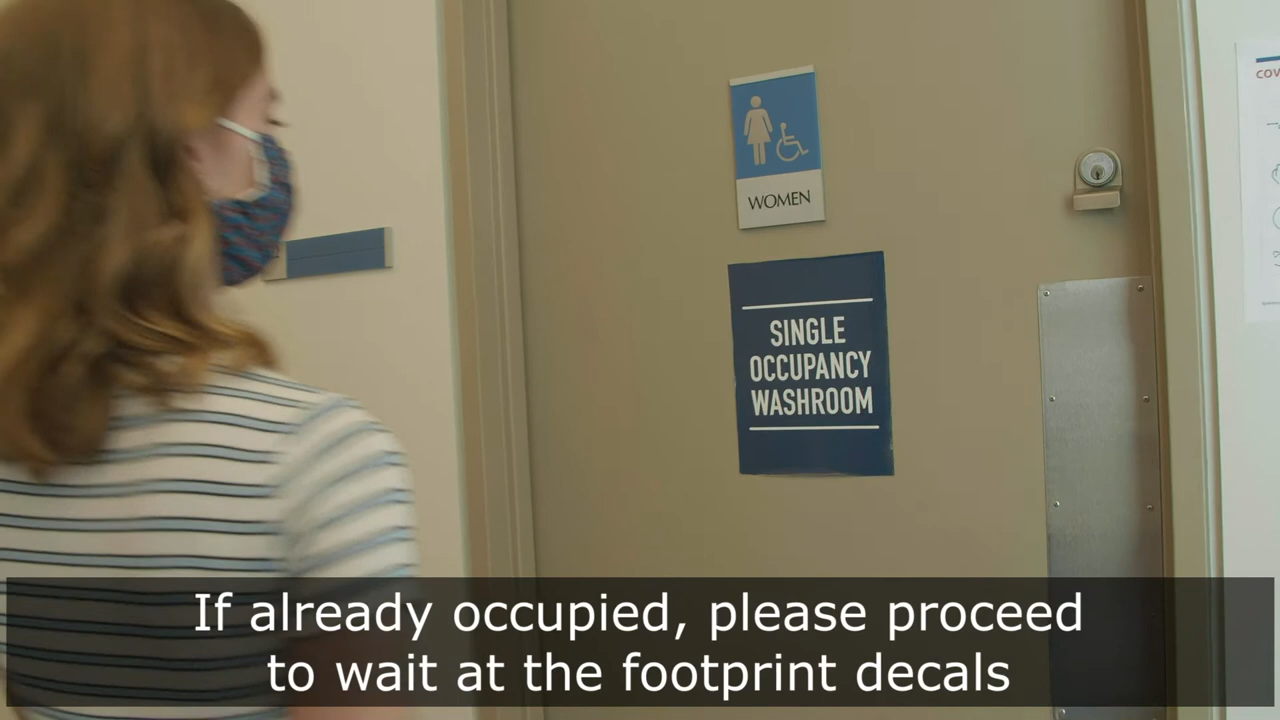 WOMEN
SINGLE
OCCUPANCY
WASHROOM
If already occupied, please proceed
to wait at the footprint decals